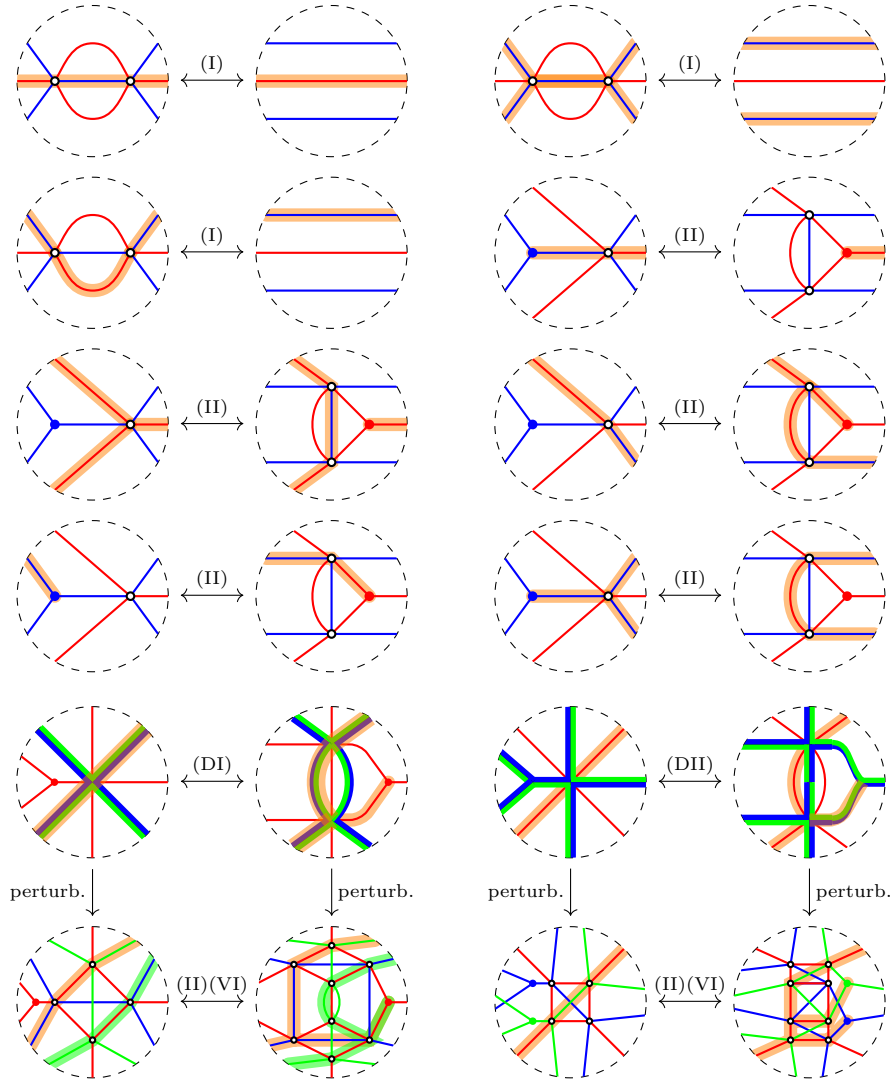 (I) (I)
(I) (II)
(II) (II)
(II) (II)
(DI) (DII)
perturb. perturb. perturb. perturb.
(II)(VI) (II)(VI)